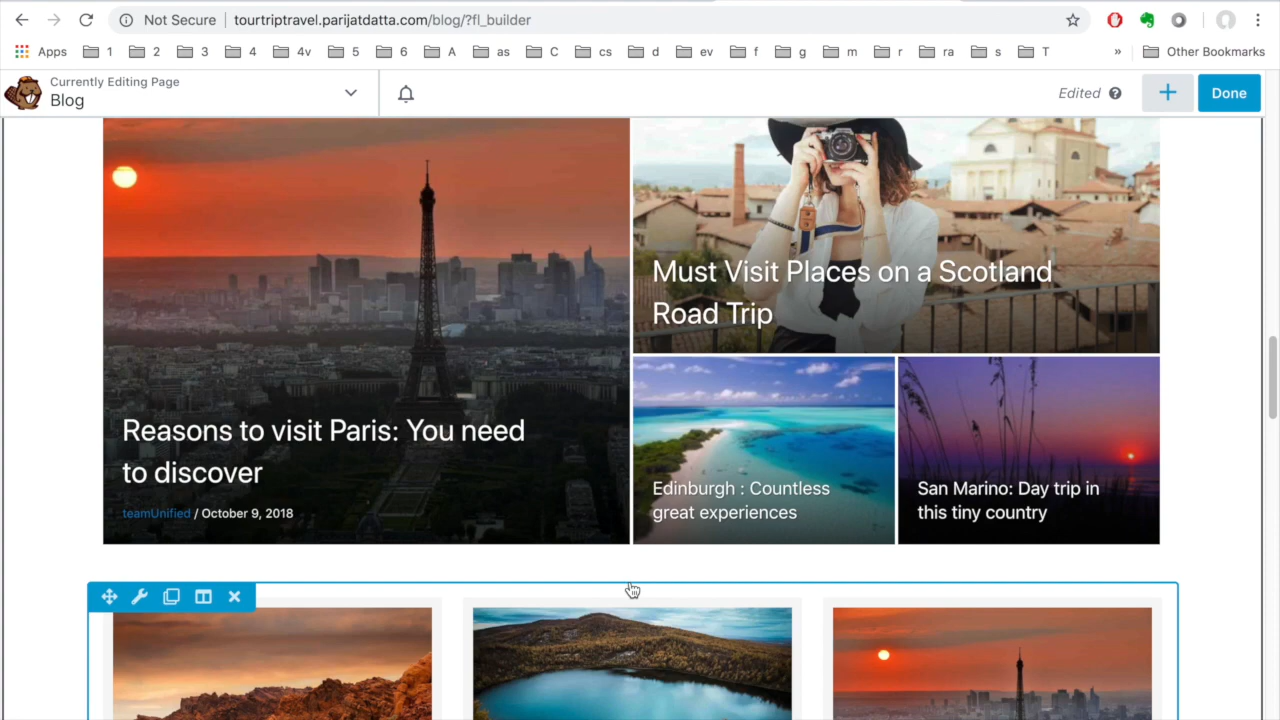 Not Secure | tourtriptravel.parijatdatta.com/blog/?fl_builder
Apps 1 2 3 4 4v 5 6 A as C cs d ev f g m r ra s T » Other Bookmarks
Currently Editing Page
Blog
Edited ?
+
Done
Must Visit Places on a Scotland
Road Trip
Reasons to visit Paris: You need
to discover
teamUnified / October 9, 2018
Edinburgh : Countless
great experiences
San Marino: Day trip in
this tiny country